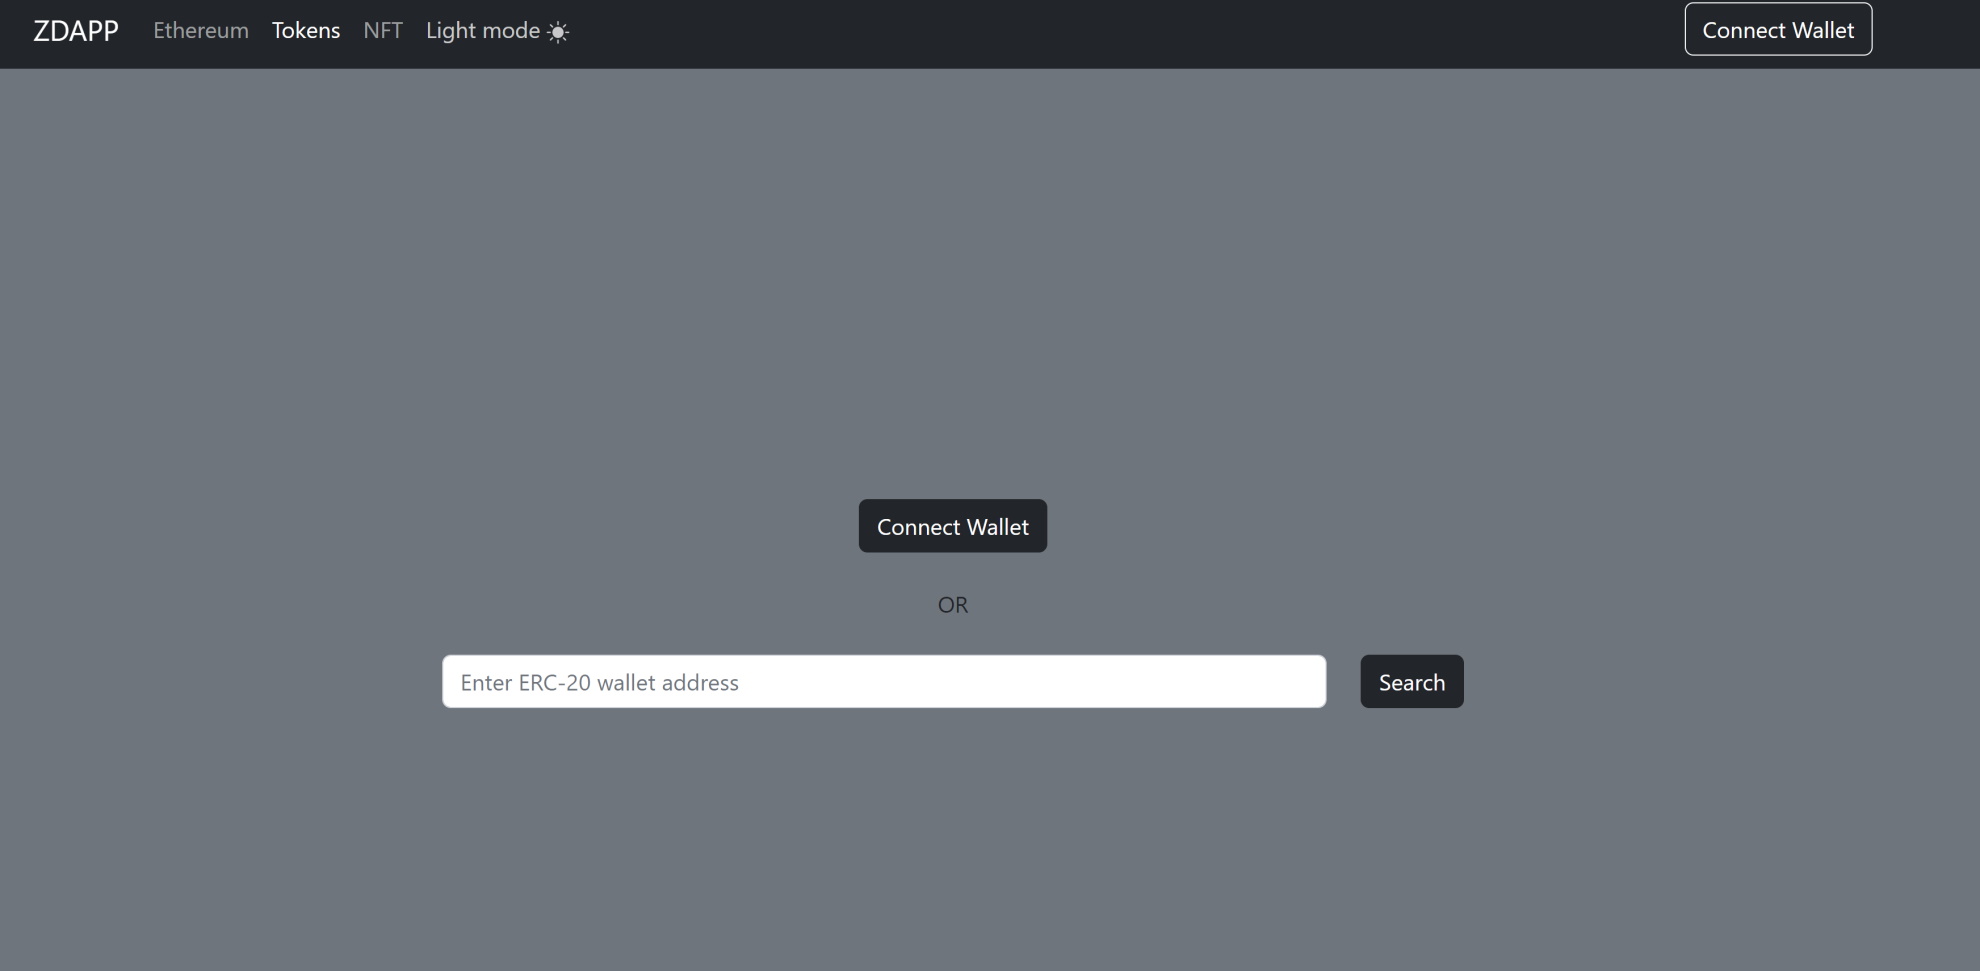 ZDAPP Ethereum Tokens NFT Light mode Connect Wallet
Connect Wallet
OR
Enter ERC-20 wallet address Search